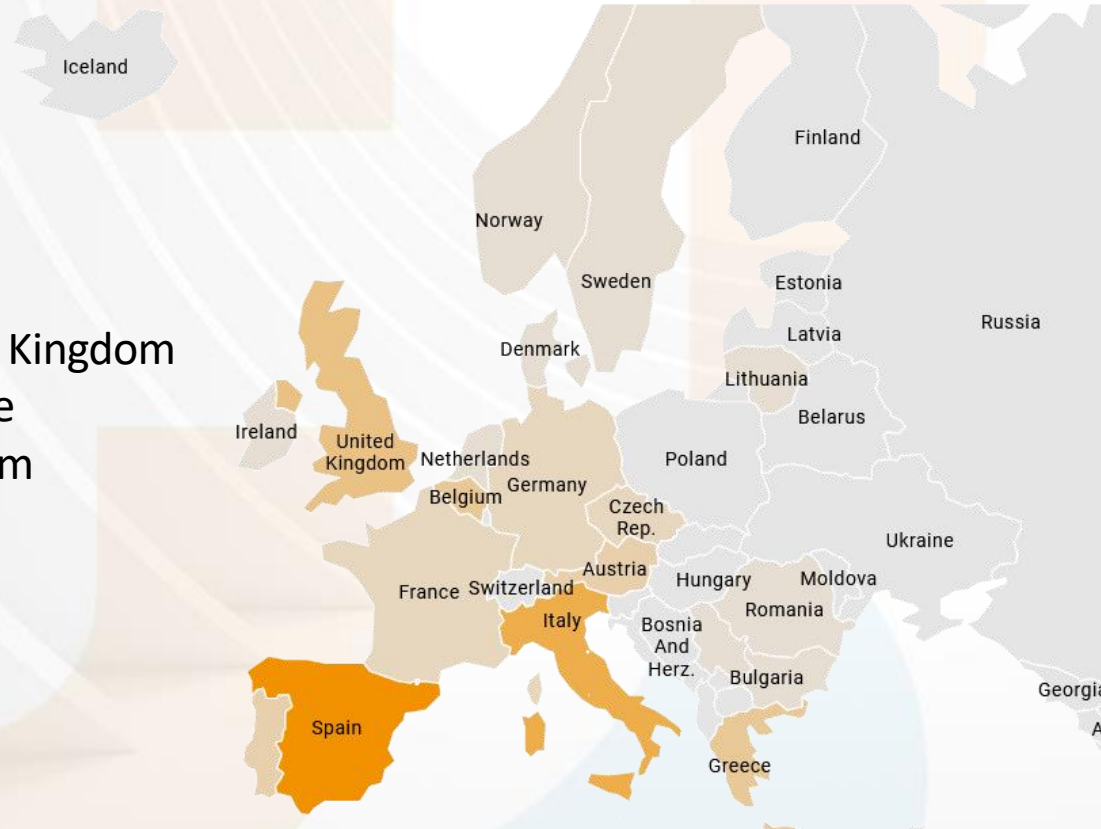 Iceland
Finland
Norway
Sweden
Estonia
Russia
Latvia
Kingdom
Denmark
Lithuania
e
Belarus
Ireland
United
Kingdom
m
Netherlands
Poland
Germany
Belgium
Czech
Rep.
Ukraine
Austria
Switzerland
France
Hungary
Moldova
Romania
Italy
Bosnia
And
Herz.
Bulgaria
Georgia
Spain
A
Greece